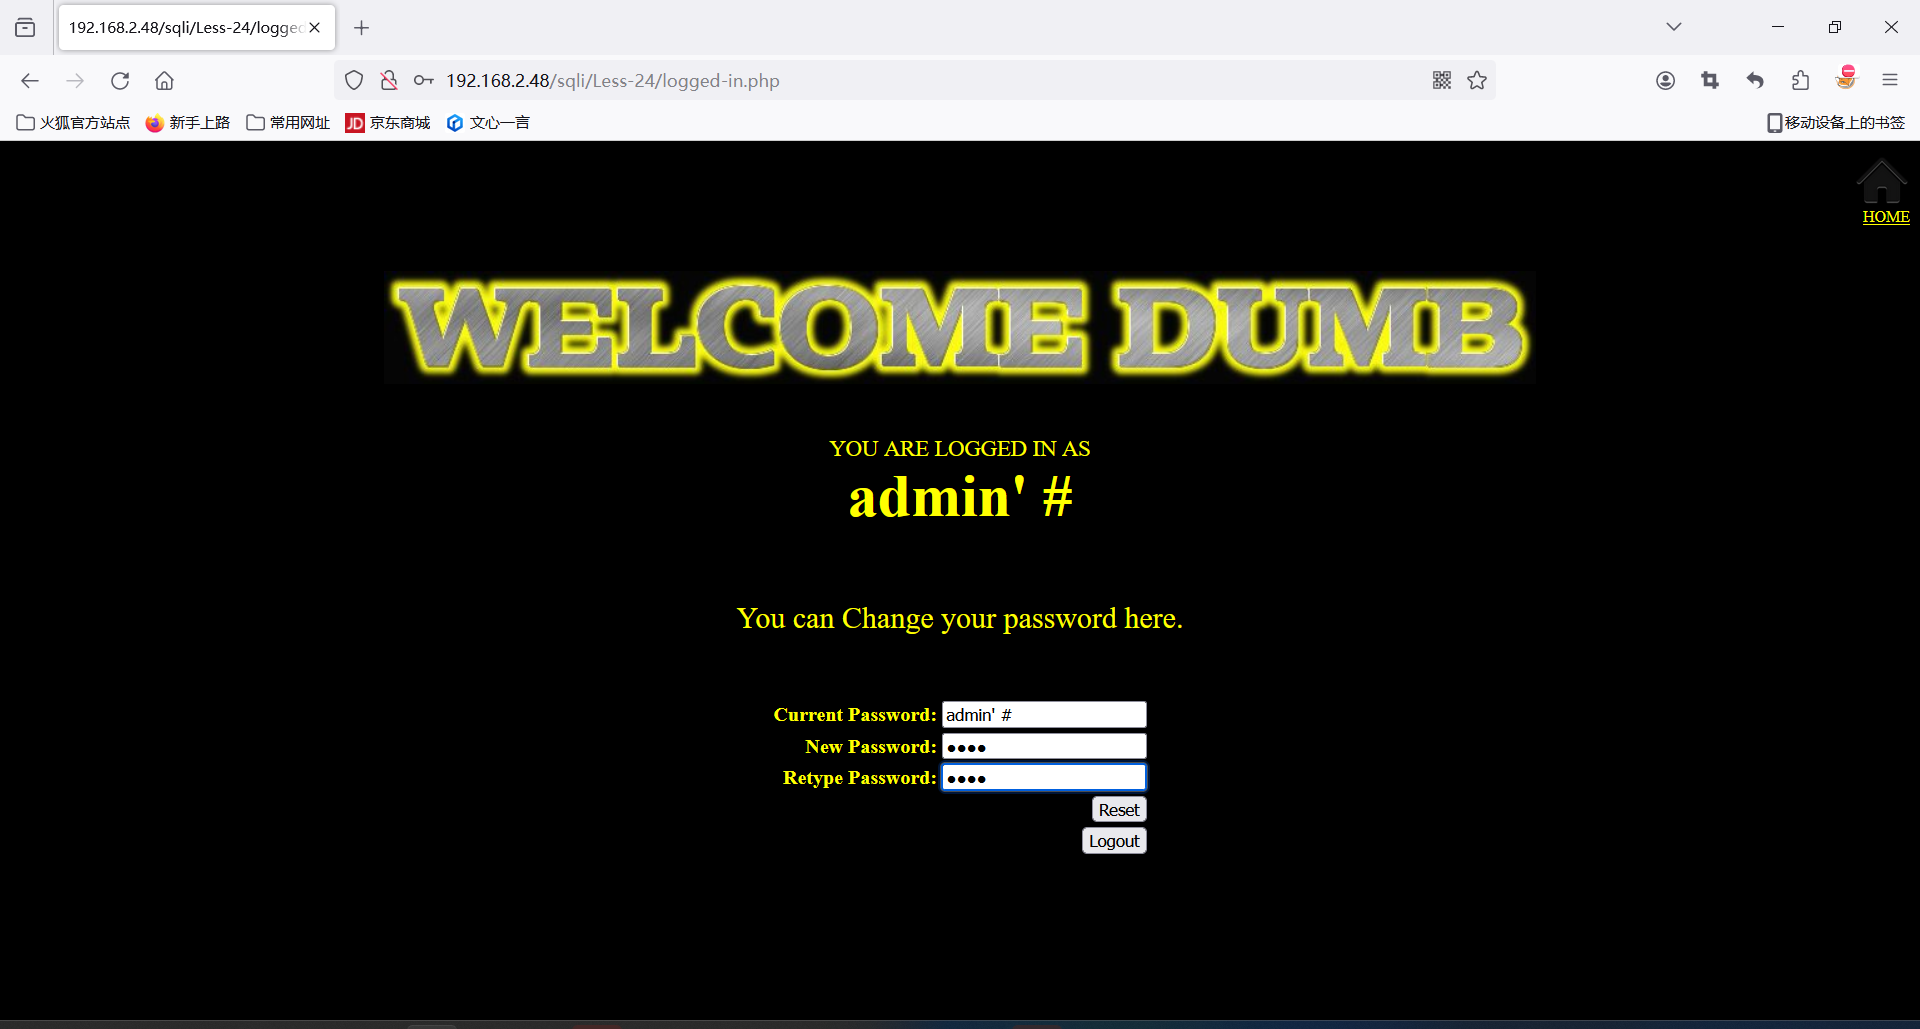 192.168.2.48/sqli/Less-24/logged
192.168.2.48/sqli/Less-24/logged-in.php
火狐官方站点 新手上路 常用网址 JD 京东商城 文心一言 移动设备上的书签
HOME
WELCOME DUMB
YOU ARE LOGGED IN AS
admin' #
You can Change your password here.
Current Password: admin' #
New Password: ●●●●
Retype Password: ●●●●
Reset
Logout